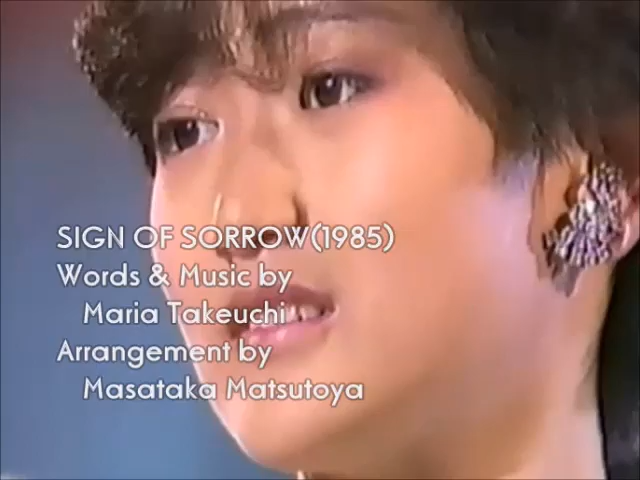 SIGN OF SORROW(1985)
Words & Music by
Maria Takeuchi
Arrangement by
Masataka Matsutoya